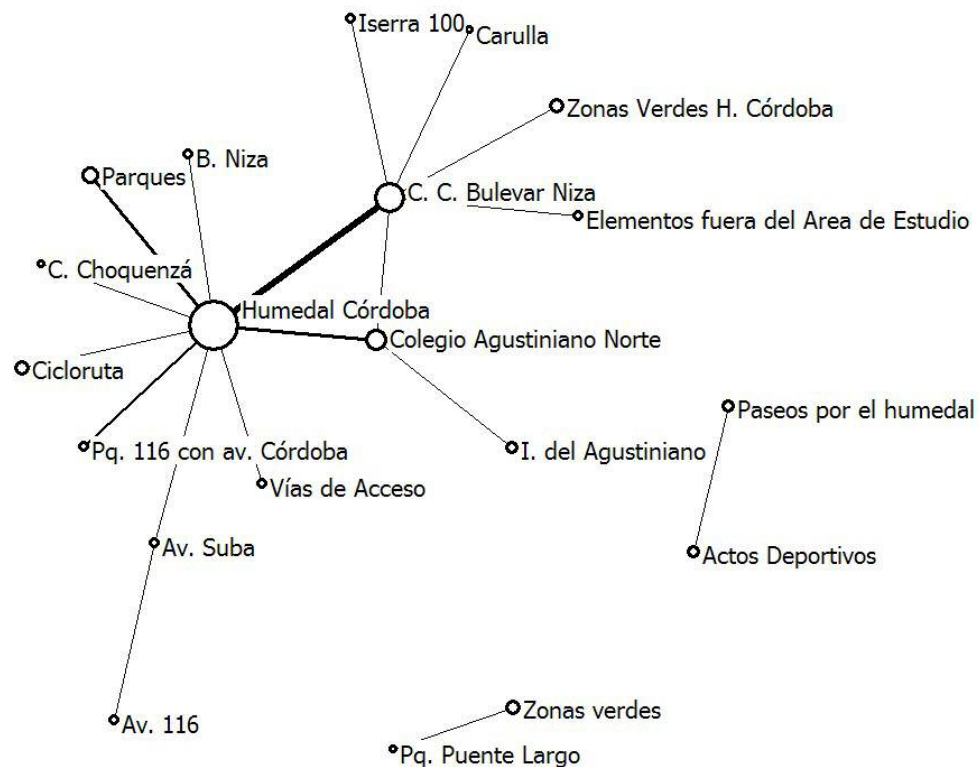 Iserra 100
Carulla
Zonas Verdes H. Córdoba
B. Niza
Parques
C. C. Bulevar Niza
Elementos fuera del Area de Estudio
C. Choquenzá
Humedal Córdoba
Colegio Agustiniano Norte
Cicloruta
Paseos por el humedal
Pq. 116 con av. Córdoba
I. del Agustiniano
Vías de Acceso
Av. Suba
Actos Deportivos
Zonas verdes
Av. 116
Pq. Puente Largo